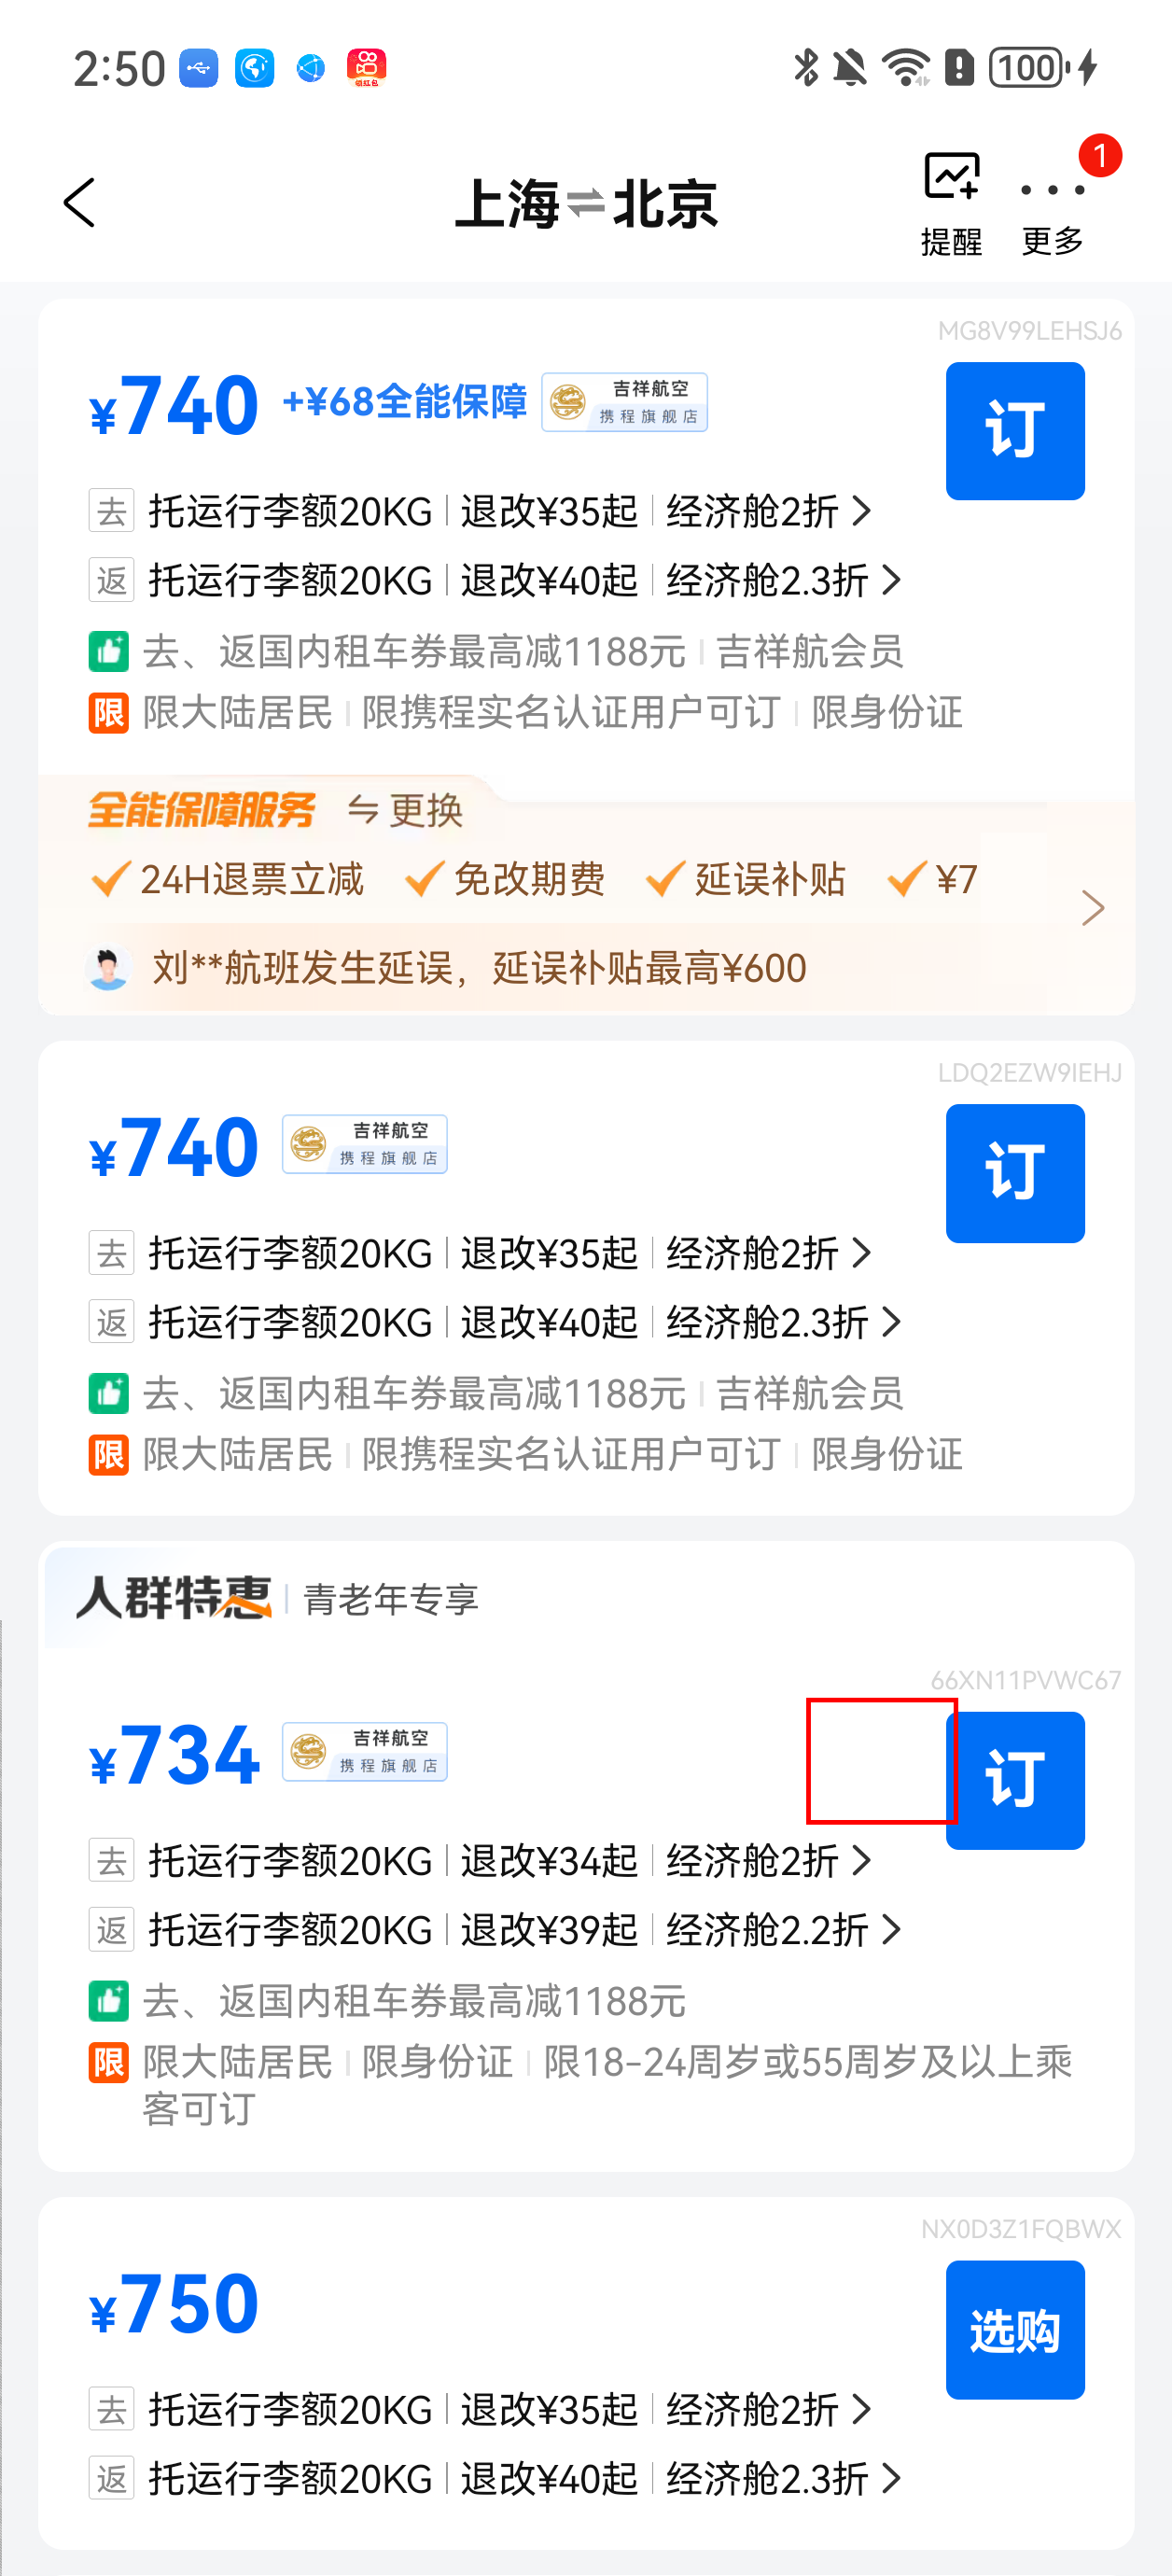 2:50
领红包
100
上海⇌北京
提醒
更多
1
MG8V99LEHSJ6
¥740 +¥68全能保障 吉祥航空 携程旗舰店
订
去 托运行李额20KG | 退改¥35起 | 经济舱2折 >
返 托运行李额20KG | 退改¥40起 | 经济舱2.3折 >
去、返国内租车券最高减1188元 | 吉祥航会员
限 限大陆居民 | 限携程实名认证用户可订 | 限身份证
全能保障服务 ⇋更换
24H退票立减 免改期费 延误补贴 ¥7
刘**航班发生延误，延误补贴最高¥600
LDQ2EZW9IEHJ
¥740 吉祥航空 携程旗舰店
订
去 托运行李额20KG | 退改¥35起 | 经济舱2折 >
返 托运行李额20KG | 退改¥40起 | 经济舱2.3折 >
去、返国内租车券最高减1188元 | 吉祥航会员
限 限大陆居民 | 限携程实名认证用户可订 | 限身份证
人群特惠 | 青老年专享
66XN11PVWC67
¥734 吉祥航空 携程旗舰店
订
去 托运行李额20KG | 退改¥34起 | 经济舱2折 >
返 托运行李额20KG | 退改¥39起 | 经济舱2.2折 >
去、返国内租车券最高减1188元
限 限大陆居民 | 限身份证 | 限18-24周岁或55周岁及以上乘
客可订
NX0D3Z1FQBWX
¥750
选购
去 托运行李额20KG | 退改¥35起 | 经济舱2折 >
返 托运行李额20KG | 退改¥40起 | 经济舱2.3折 >